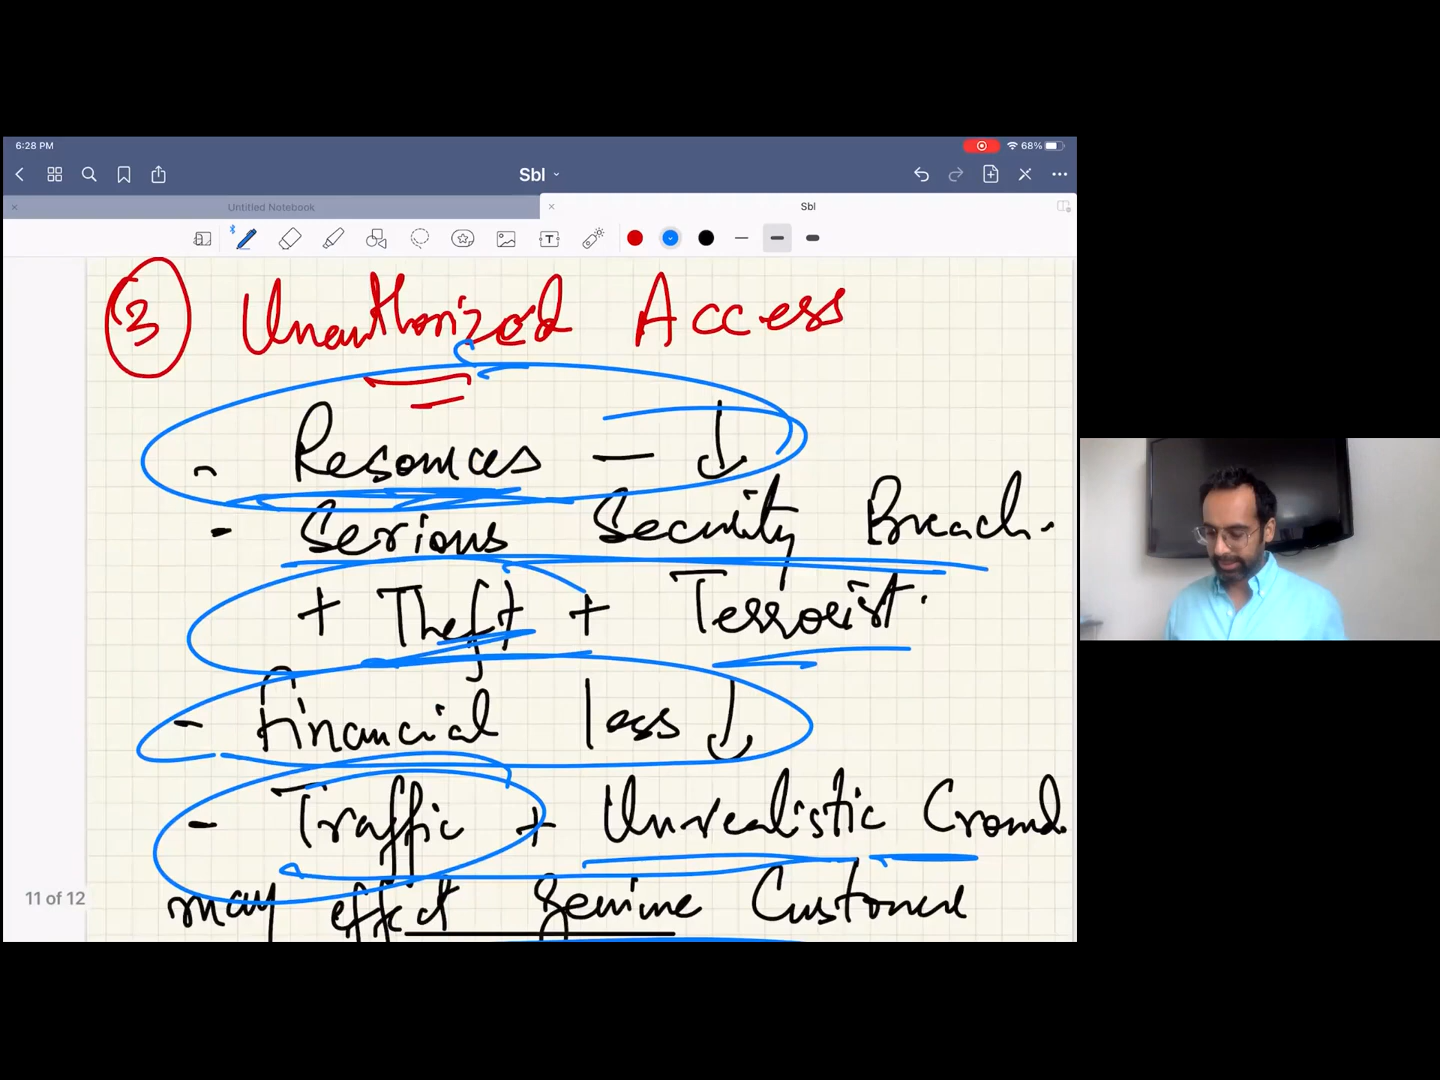 6:28 PM
68%
Sbl
Untitled Notebook
Sbl
3 Unauthorized Access
- Resources — ↓
- Serious Security Breach.
+ Theft + Terrorist.
- Financial loss ↓
- Traffic + Unrealistic Crowd.
may effect genuine Customer
11 of 12